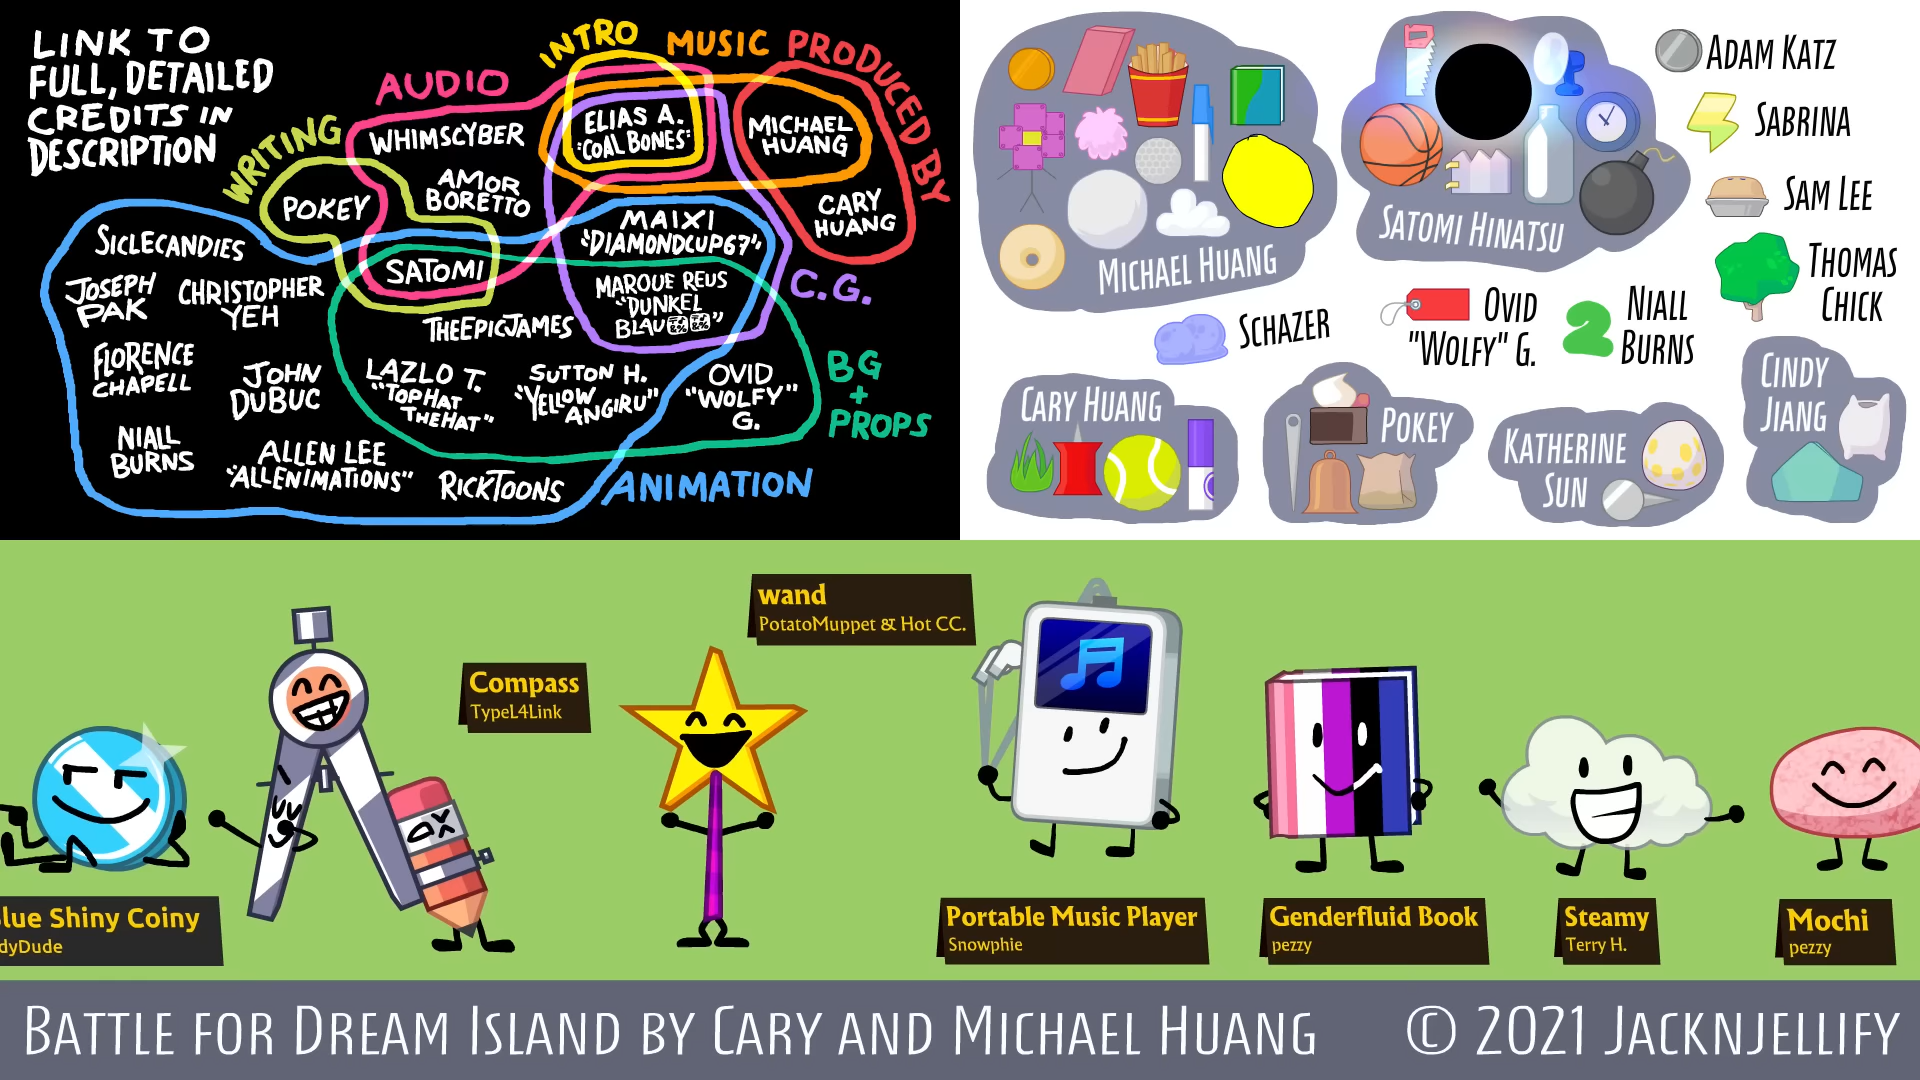 LINK TO
FULL, DETAILED
CREDITS IN
DESCRIPTION
WRITING
AUDIO
INTRO
MUSIC
PRODUCED BY
WHIMSCYBER
ELIAS A.
"COAL BONES"
MICHAEL
HUANG
POKEY
AMOR
BORETTO
CARY
HUANG
SICLECANDIES
MAIXI
"DIAMONDCUP67"
SATOMI
JOSEPH
PAK
CHRISTOPHER
YEH
MAROUE REUS
"DUNKEL
BLAU"
C.G.
THEEPICJAMES
FLORENCE
CHAPELL
JOHN
DUBUC
LAZLO T.
"TOPHAT
THEHAT"
SUTTON H.
"YELLOW
ANGIRU"
OVID
"WOLFY"
G.
BG
+
PROPS
NIALL
BURNS
ALLEN LEE
"ALLENIMATIONS"
RICKTOONS
ANIMATION
MICHAEL HUANG
SATOMI HINATSU
ADAM KATZ
SABRINA
SAM LEE
THOMAS
CHICK
SCHAZER
OVID
"WOLFY" G.
NIALL
BURNS
CARY HUANG
POKEY
KATHERINE
SUN
CINDY
JIANG
lue Shiny Coiny
dyDude
Compass
TypeL4Link
wand
PotatoMuppet & Hot CC.
Portable Music Player
Snowphie
Genderfluid Book
pezzy
Steamy
Terry H.
Mochi
pezzy
BATTLE FOR DREAM ISLAND BY CARY AND MICHAEL HUANG © 2021 JACKNJELLIFY